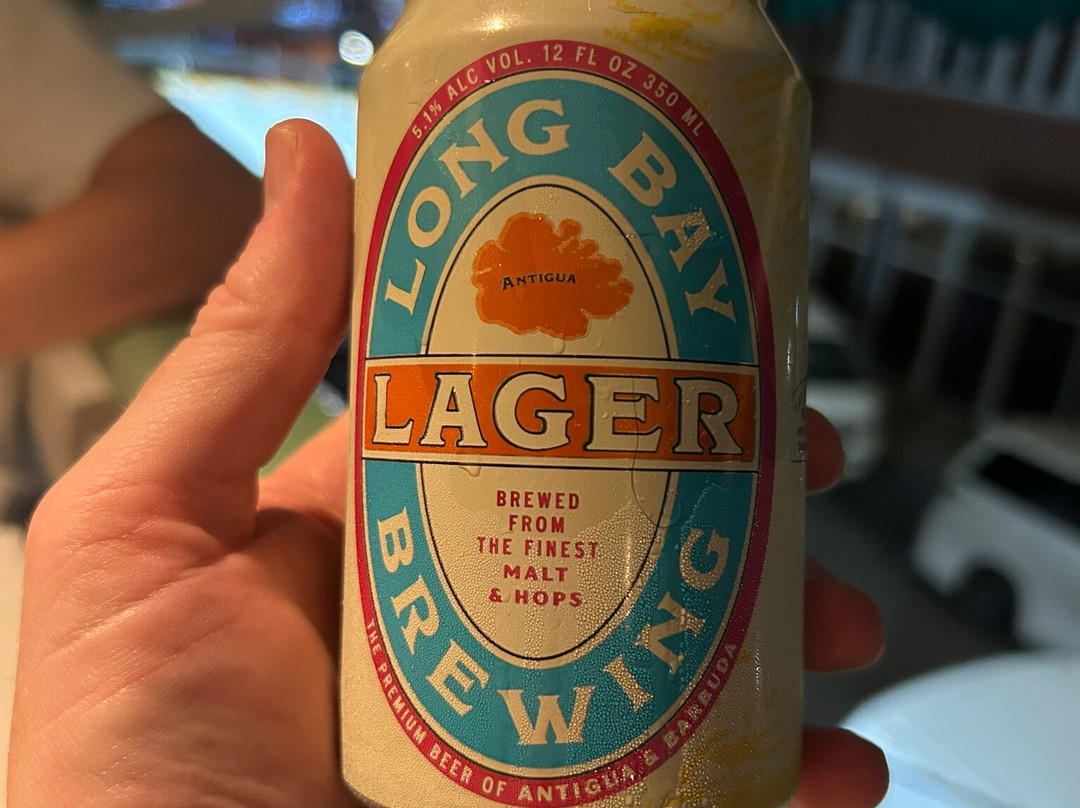 5.1% ALC VOL. 12 FL OZ 350 ML
LONG BAY
ANTIGUA
LAGER
BREWED
FROM
THE FINEST
MALT
& HOPS
BREWING
THE PREMIUM BEER OF ANTIGUA & BARBUDA